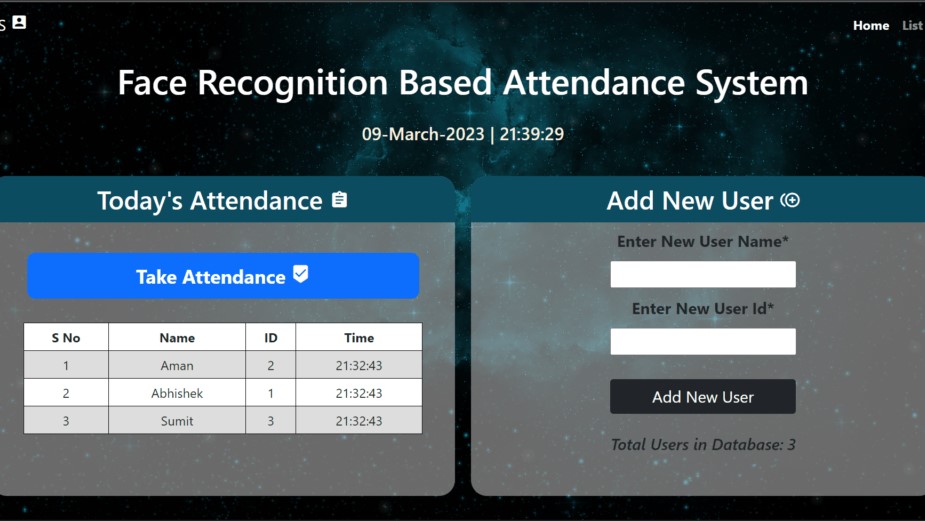 S
Home List
Face Recognition Based Attendance System
09-March-2023 | 21:39:29
Today's Attendance
Take Attendance
S No Name ID Time
1 Aman 2 21:32:43
2 Abhishek 1 21:32:43
3 Sumit 3 21:32:43
Add New User
Enter New User Name*
Enter New User Id*
Add New User
Total Users in Database: 3